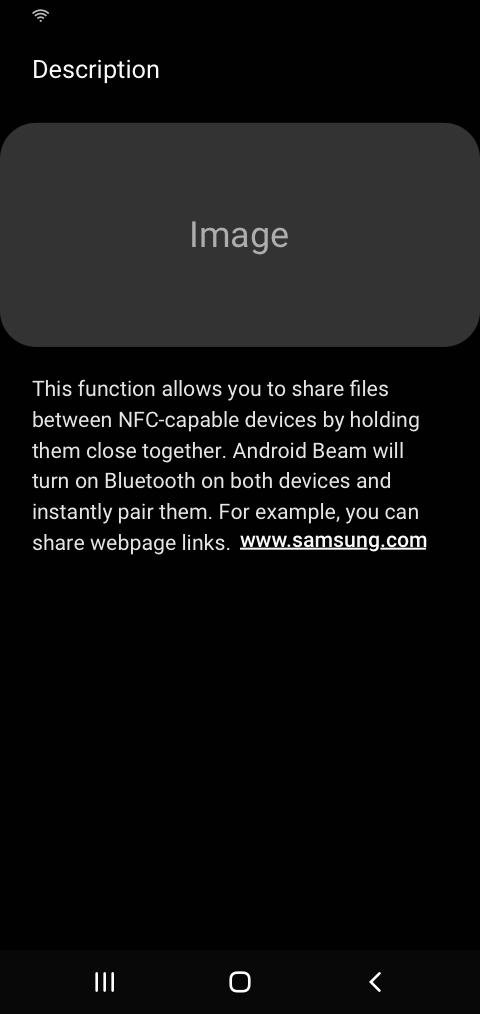 Description
Image
This function allows you to share files
between NFC-capable devices by holding
them close together. Android Beam will
turn on Bluetooth on both devices and
instantly pair them. For example, you can
share webpage links. www.samsung.com